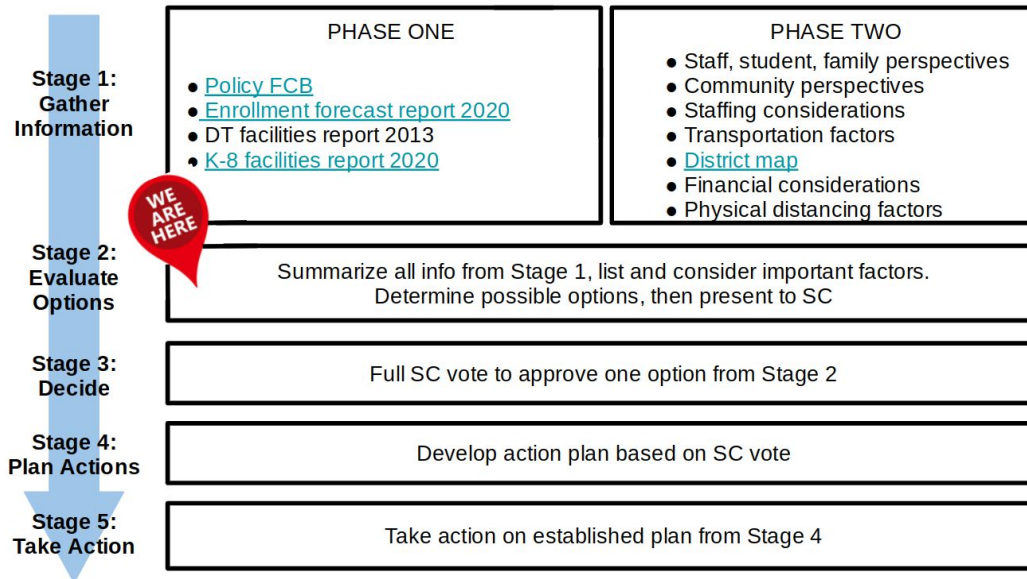 Stage 1:
Gather
Information
PHASE ONE
● Policy FCB
● Enrollment forecast report 2020
● DT facilities report 2013
● K-8 facilities report 2020
PHASE TWO
● Staff, student, family perspectives
● Community perspectives
● Staffing considerations
● Transportation factors
● District map
● Financial considerations
● Physical distancing factors
WE
ARE
HERE
Stage 2:
Evaluate
Options
Summarize all info from Stage 1, list and consider important factors.
Determine possible options, then present to SC
Stage 3:
Decide
Full SC vote to approve one option from Stage 2
Stage 4:
Plan Actions
Develop action plan based on SC vote
Stage 5:
Take Action
Take action on established plan from Stage 4